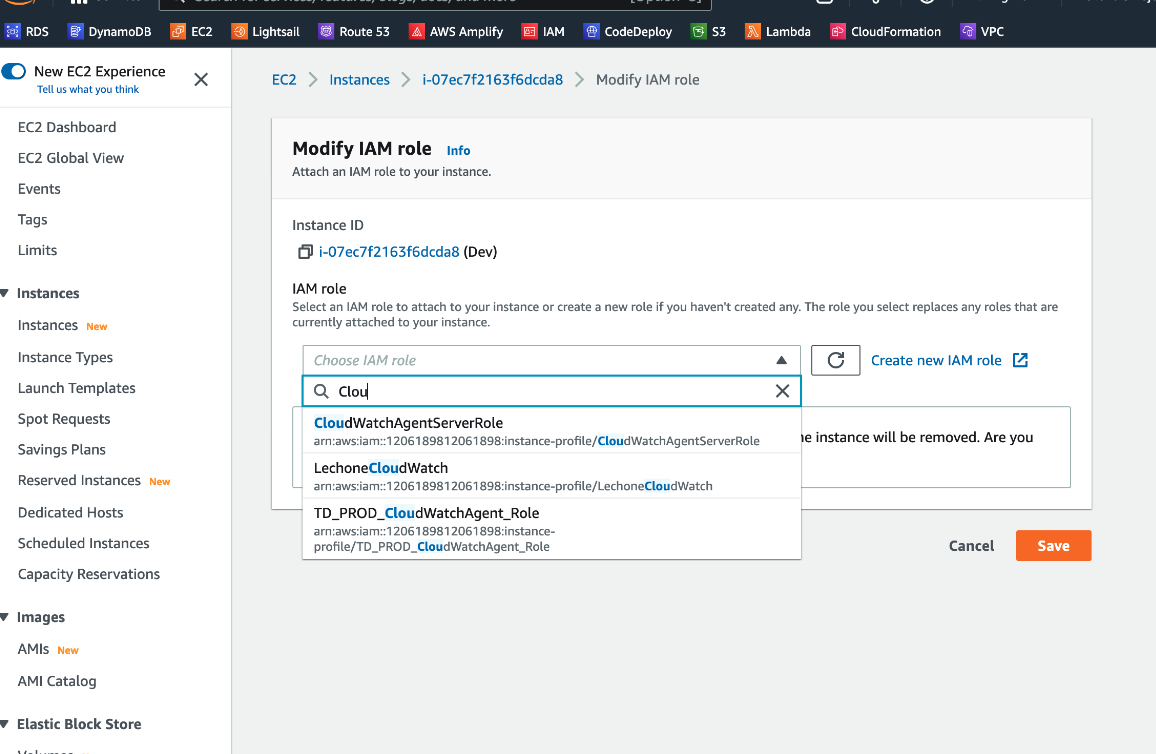 RDS DynamoDB EC2 Lightsail Route 53 AWS Amplify IAM CodeDeploy S3 Lambda CloudFormation VPC
New EC2 Experience
Tell us what you think
EC2 Dashboard
EC2 Global View
Events
Tags
Limits
Instances
Instances New
Instance Types
Launch Templates
Spot Requests
Savings Plans
Reserved Instances New
Dedicated Hosts
Scheduled Instances
Capacity Reservations
Images
AMIs New
AMI Catalog
Elastic Block Store
EC2 Instances i-07ec7f2163f6dcda8 Modify IAM role
Modify IAM role Info
Attach an IAM role to your instance.
Instance ID
i-07ec7f2163f6dcda8 (Dev)
IAM role
Select an IAM role to attach to your instance or create a new role if you haven't created any. The role you select replaces any roles that are
currently attached to your instance.
Choose IAM role Create new IAM role
Clou
CloudWatchAgentServerRole
arn:aws:iam::1206189812061898:instance-profile/CloudWatchAgentServerRole
instance will be removed. Are you
LechoneCloudWatch
arn:aws:iam::1206189812061898:instance-profile/LechoneCloudWatch
TD_PROD_CloudWatchAgent_Role
arn:aws:iam::1206189812061898:instance-
profile/TD_PROD_CloudWatchAgent_Role
Cancel Save